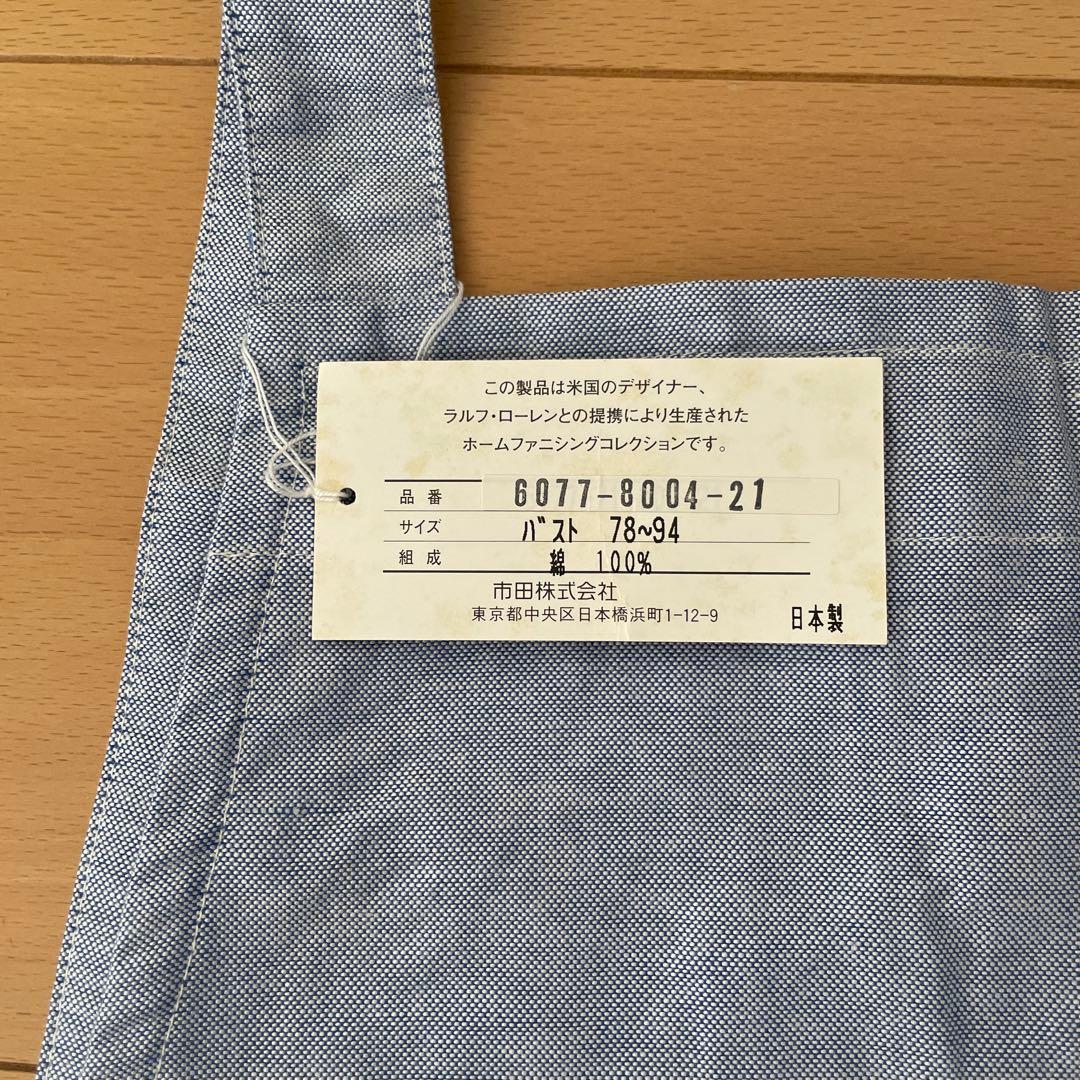 この製品は米国のデザイナー、
ラルフ・ローレンとの提携により生産された
ホームファニシングコレクションです。
品番 6077-8004-21
サイズ バスト 78~94
組成 綿 100%
市田株式会社
東京都中央区日本橋浜町1-12-9 日本製